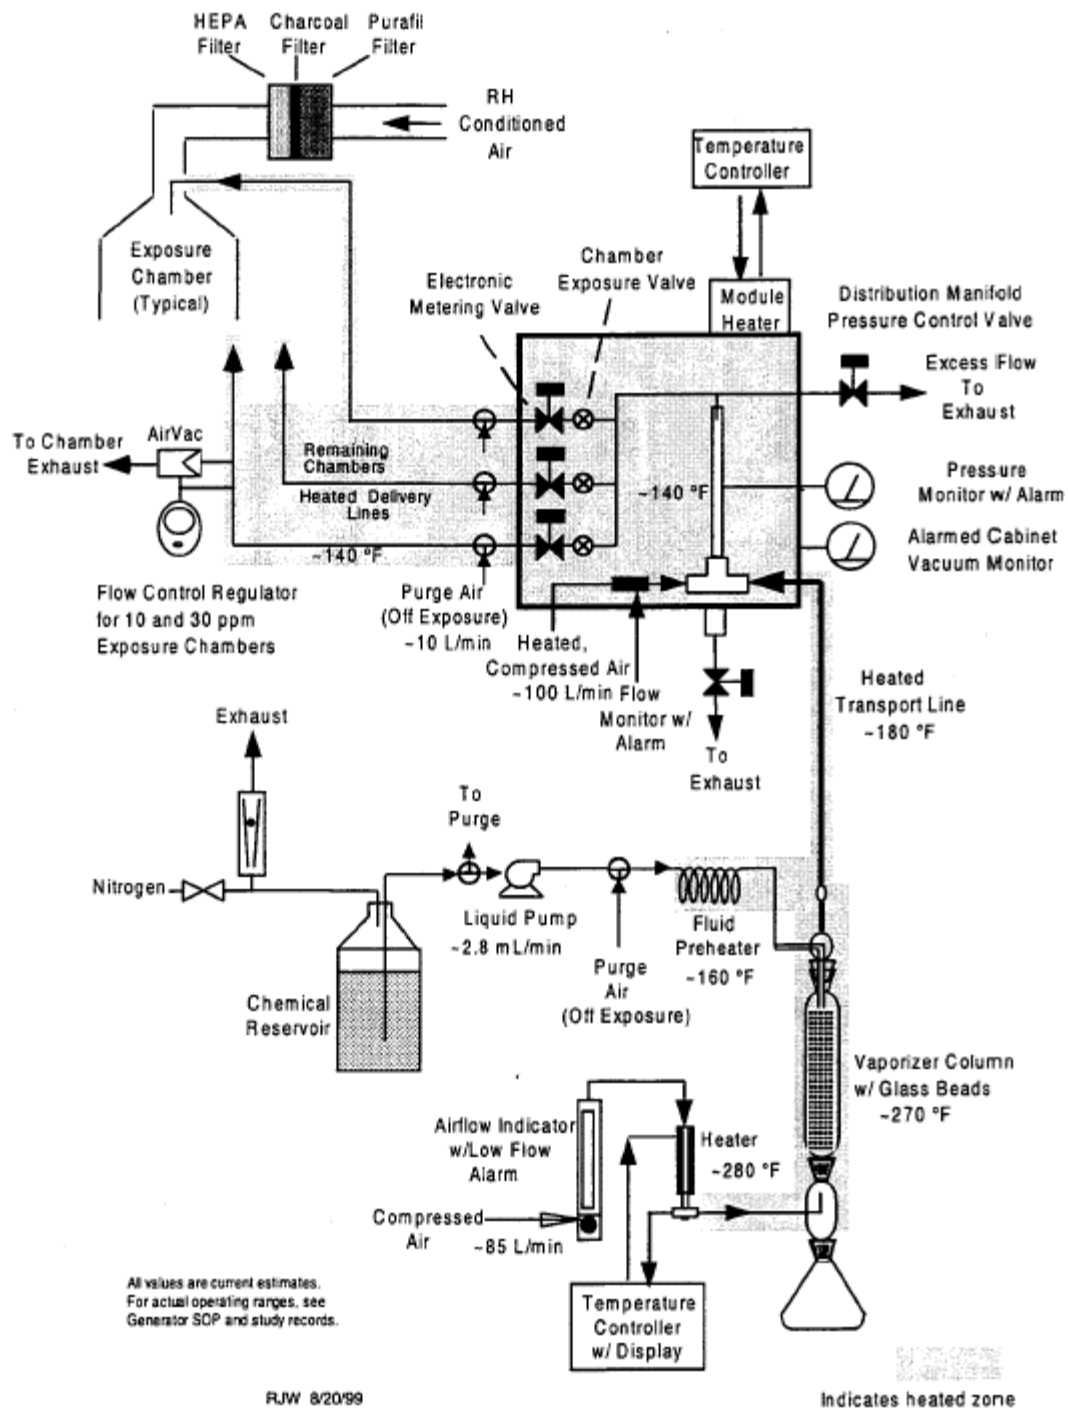 HEPA Filter
Charcoal Filter
Purafil Filter
RH Conditioned Air
Temperature Controller
Exposure Chamber (Typical)
Chamber Exposure Valve
Electronic Metering Valve
Module Heater
Distribution Manifold
Pressure Control Valve
Excess Flow To Exhaust
To Chamber Exhaust
AirVac
Remaining Chambers
Heated Delivery Lines
~140 °F
~140 °F
Pressure Monitor w/ Alarm
Alarmed Cabinet Vacuum Monitor
Flow Control Regulator
for 10 and 30 ppm
Exposure Chambers
Purge Air
(Off Exposure)
~10 L/min
Heated,
Compressed Air
~100 L/min
Flow
Monitor w/
Alarm
To Exhaust
Heated
Transport Line
~180 °F
Exhaust
To Purge
Nitrogen
Liquid Pump
~2.8 mL/min
Fluid
Preheater
~160 °F
Purge
Air
(Off Exposure)
Chemical
Reservoir
Vaporizer Column
w/ Glass Beads
~270 °F
Airflow Indicator
w/Low Flow
Alarm
Heater
~280 °F
Compressed
Air
~85 L/min
All values are current estimates.
For actual operating ranges, see
Generator SOP and study records.
Temperature
Controller
w/ Display
RJW 8/20/99
Indicates heated zone